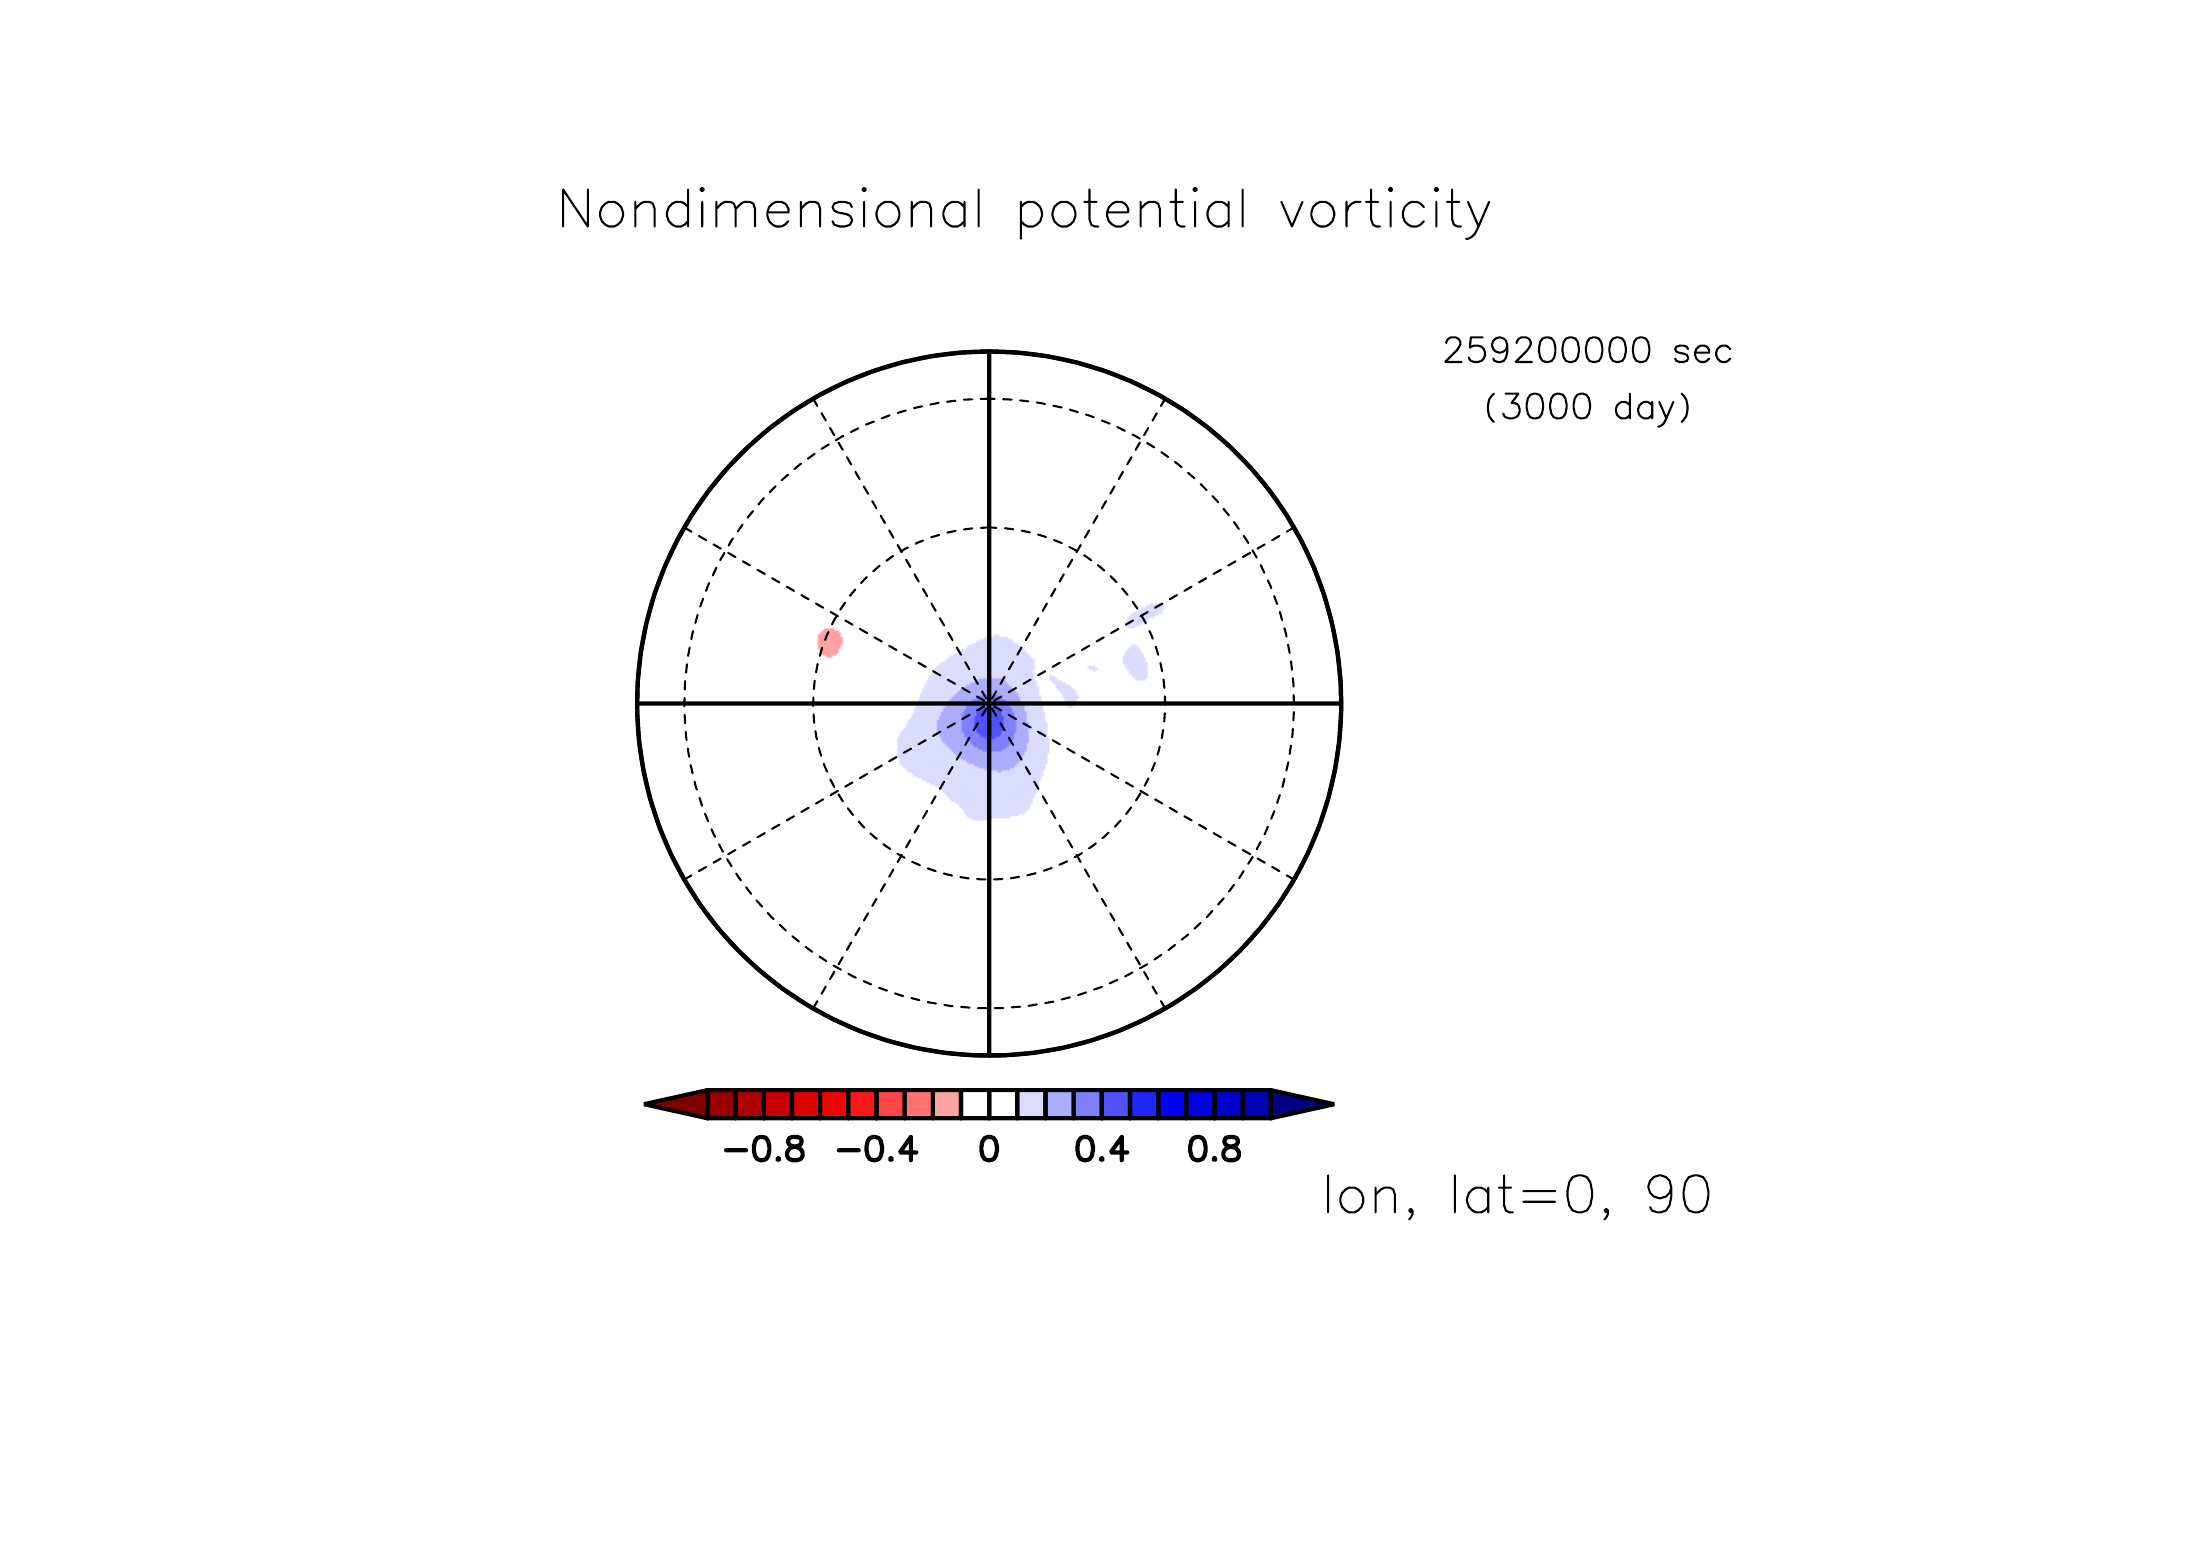 Nondimensional potential vorticity
259200000 sec
(3000 day)
−0.8 −0.4 0 0.4 0.8
lon, lat=0, 90